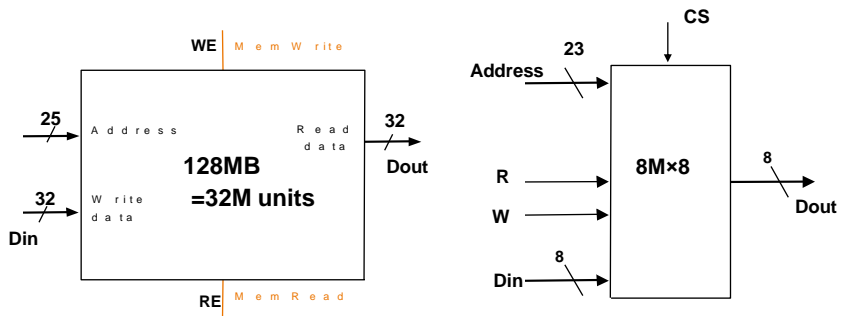 WE MemWrite
25
Address
Read
data
32
Dout
128MB
=32M units
32
Write
data
Din
RE MemRead
CS
23
Address
8M×8
R
W
8
Din
8
Dout